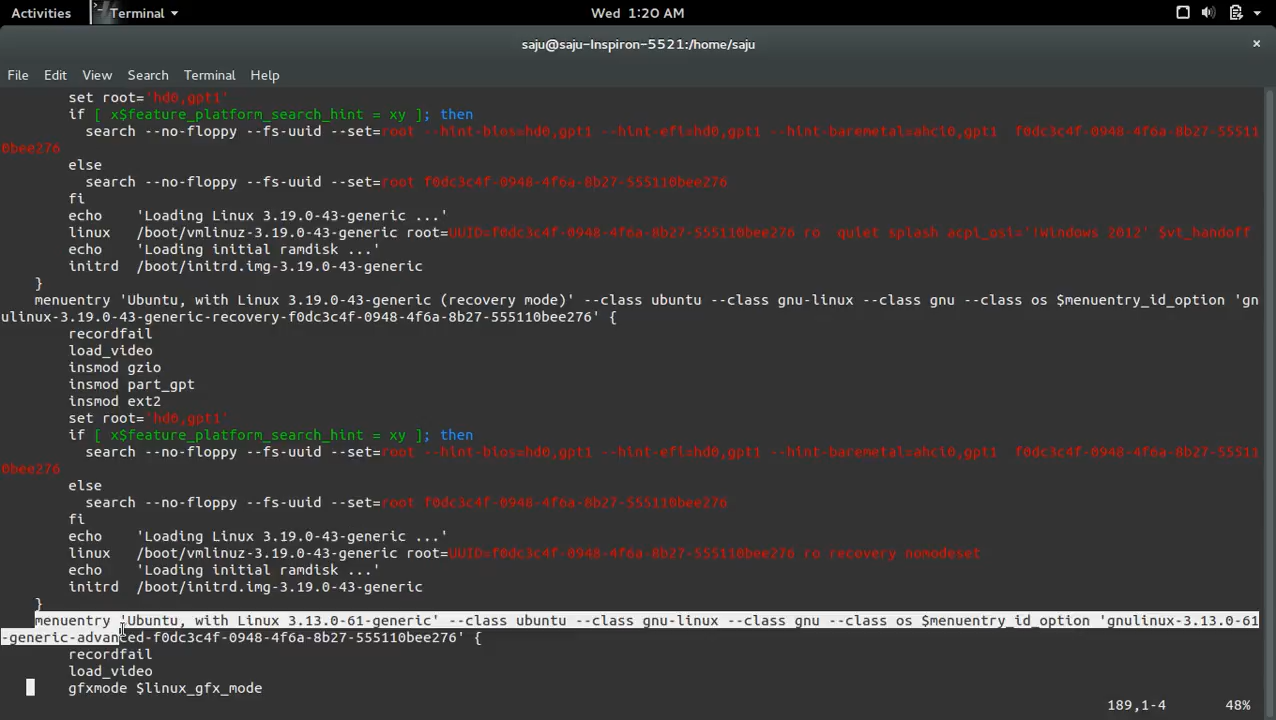 Activities Terminal Wed 1:20 AM
saju@saju-Inspiron-5521:/home/saju ×
File Edit View Search Terminal Help
set root='hd0,gpt1'
if [ x$feature_platform_search_hint = xy ]; then
search --no-floppy --fs-uuid --set=root --hint-bios=hd0,gpt1 --hint-efi=hd0,gpt1 --hint-baremetal=ahci0,gpt1  f0dc3c4f-0948-4f6a-8b27-55511
0bee276
else
search --no-floppy --fs-uuid --set=root f0dc3c4f-0948-4f6a-8b27-555110bee276
fi
echo    'Loading Linux 3.19.0-43-generic ...'
linux   /boot/vmlinuz-3.19.0-43-generic root=UUID=f0dc3c4f-0948-4f6a-8b27-555110bee276 ro  quiet splash acpi_osi='!Windows 2012' $vt_handoff
echo    'Loading initial ramdisk ...'
initrd  /boot/initrd.img-3.19.0-43-generic
}
menuentry 'Ubuntu, with Linux 3.19.0-43-generic (recovery mode)' --class ubuntu --class gnu-linux --class gnu --class os $menuentry_id_option 'gn
ulinux-3.19.0-43-generic-recovery-f0dc3c4f-0948-4f6a-8b27-555110bee276' {
recordfail
load_video
insmod gzio
insmod part_gpt
insmod ext2
set root='hd0,gpt1'
if [ x$feature_platform_search_hint = xy ]; then
search --no-floppy --fs-uuid --set=root --hint-bios=hd0,gpt1 --hint-efi=hd0,gpt1 --hint-baremetal=ahci0,gpt1  f0dc3c4f-0948-4f6a-8b27-55511
0bee276
else
search --no-floppy --fs-uuid --set=root f0dc3c4f-0948-4f6a-8b27-555110bee276
fi
echo    'Loading Linux 3.19.0-43-generic ...'
linux   /boot/vmlinuz-3.19.0-43-generic root=UUID=f0dc3c4f-0948-4f6a-8b27-555110bee276 ro recovery nomodeset
echo    'Loading initial ramdisk ...'
initrd  /boot/initrd.img-3.19.0-43-generic
}
menuentry 'Ubuntu, with Linux 3.13.0-61-generic' --class ubuntu --class gnu-linux --class gnu --class os $menuentry_id_option 'gnulinux-3.13.0-61
-generic-advanced-f0dc3c4f-0948-4f6a-8b27-555110bee276' {
recordfail
load_video
gfxmode $linux_gfx_mode
189,1-4 48%